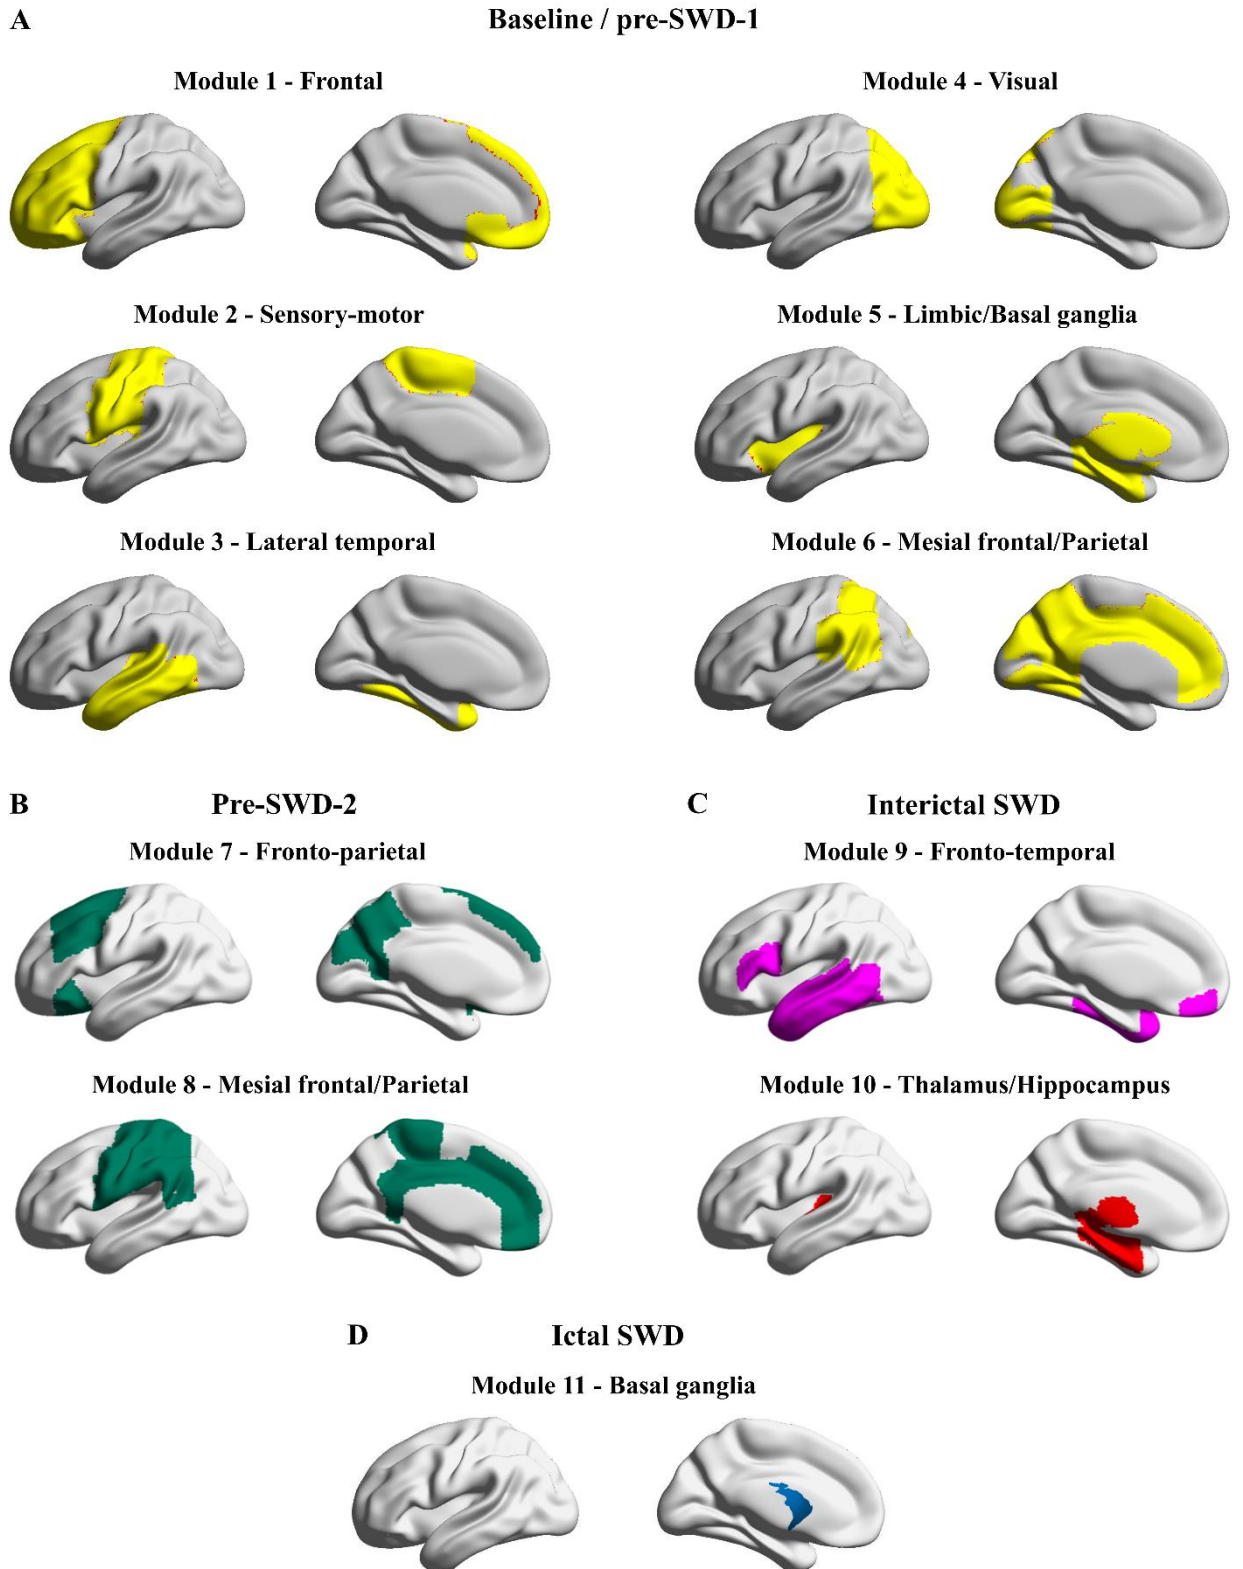 A
Baseline / pre-SWD-1
Module 1 - Frontal
Module 4 - Visual
Module 2 - Sensory-motor
Module 5 - Limbic/Basal ganglia
Module 3 - Lateral temporal
Module 6 - Mesial frontal/Parietal
B
Pre-SWD-2
C
Interictal SWD
Module 7 - Fronto-parietal
Module 9 - Fronto-temporal
Module 8 - Mesial frontal/Parietal
Module 10 - Thalamus/Hippocampus
D
Ictal SWD
Module 11 - Basal ganglia